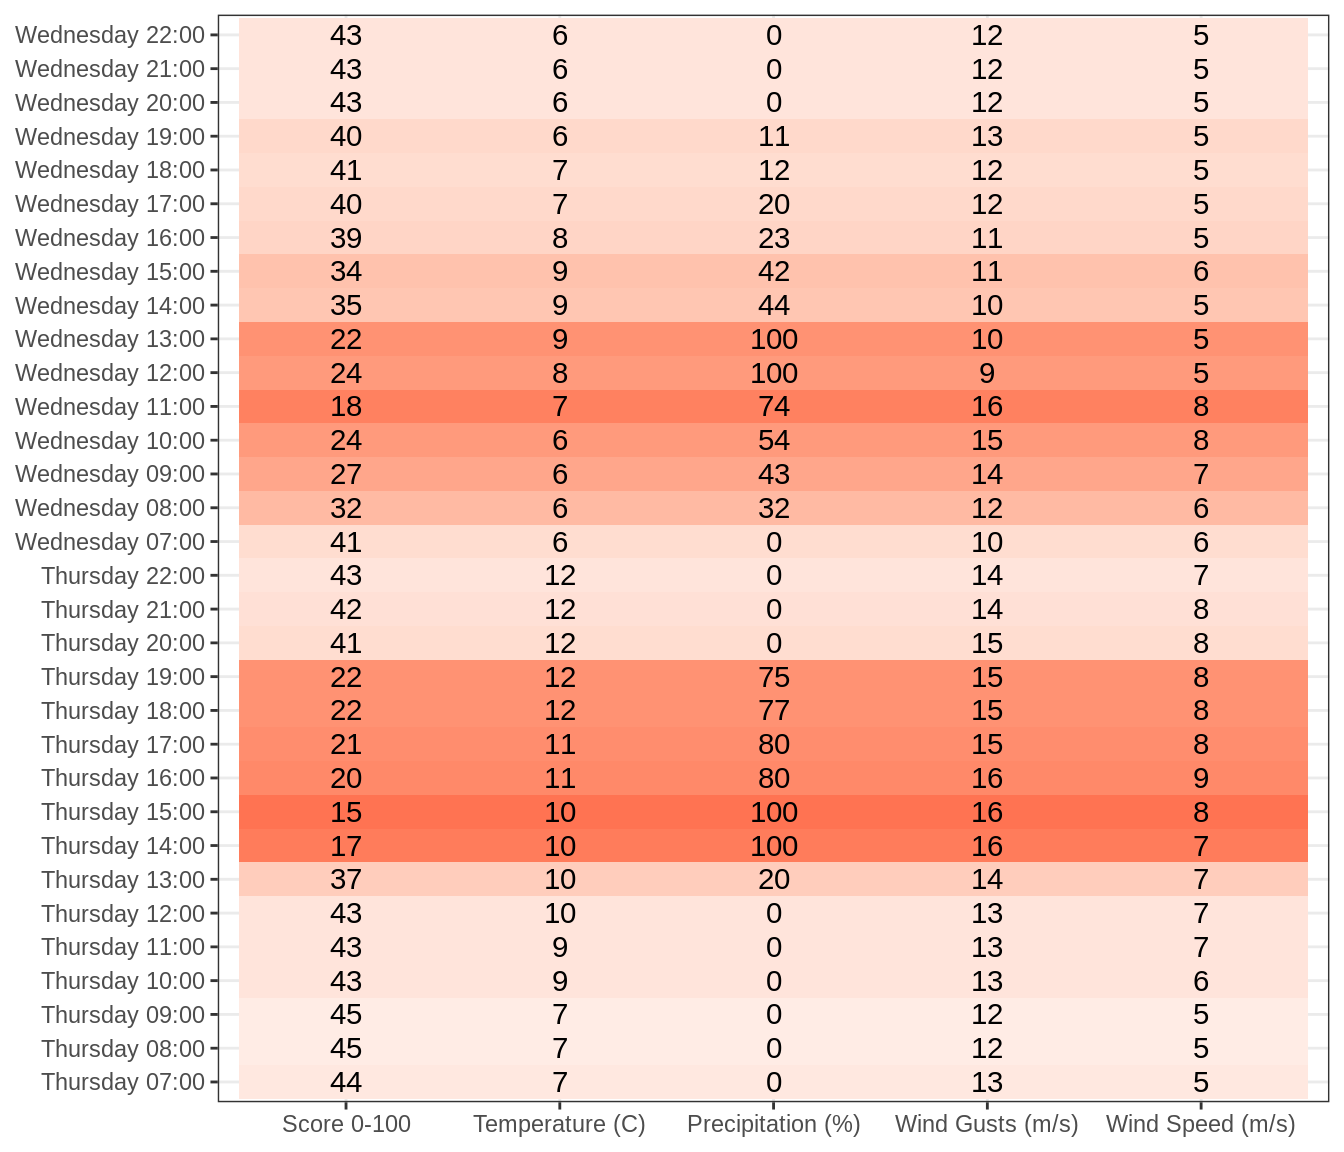 Wednesday 22:00 43 6 0 12 5
Wednesday 21:00 43 6 0 12 5
Wednesday 20:00 43 6 0 12 5
Wednesday 19:00 40 6 11 13 5
Wednesday 18:00 41 7 12 12 5
Wednesday 17:00 40 7 20 12 5
Wednesday 16:00 39 8 23 11 5
Wednesday 15:00 34 9 42 11 6
Wednesday 14:00 35 9 44 10 5
Wednesday 13:00 22 9 100 10 5
Wednesday 12:00 24 8 100 9 5
Wednesday 11:00 18 7 74 16 8
Wednesday 10:00 24 6 54 15 8
Wednesday 09:00 27 6 43 14 7
Wednesday 08:00 32 6 32 12 6
Wednesday 07:00 41 6 0 10 6
Thursday 22:00 43 12 0 14 7
Thursday 21:00 42 12 0 14 8
Thursday 20:00 41 12 0 15 8
Thursday 19:00 22 12 75 15 8
Thursday 18:00 22 12 77 15 8
Thursday 17:00 21 11 80 15 8
Thursday 16:00 20 11 80 16 9
Thursday 15:00 15 10 100 16 8
Thursday 14:00 17 10 100 16 7
Thursday 13:00 37 10 20 14 7
Thursday 12:00 43 10 0 13 7
Thursday 11:00 43 9 0 13 7
Thursday 10:00 43 9 0 13 6
Thursday 09:00 45 7 0 12 5
Thursday 08:00 45 7 0 12 5
Thursday 07:00 44 7 0 13 5
Score 0-100 Temperature (C) Precipitation (%) Wind Gusts (m/s) Wind Speed (m/s)